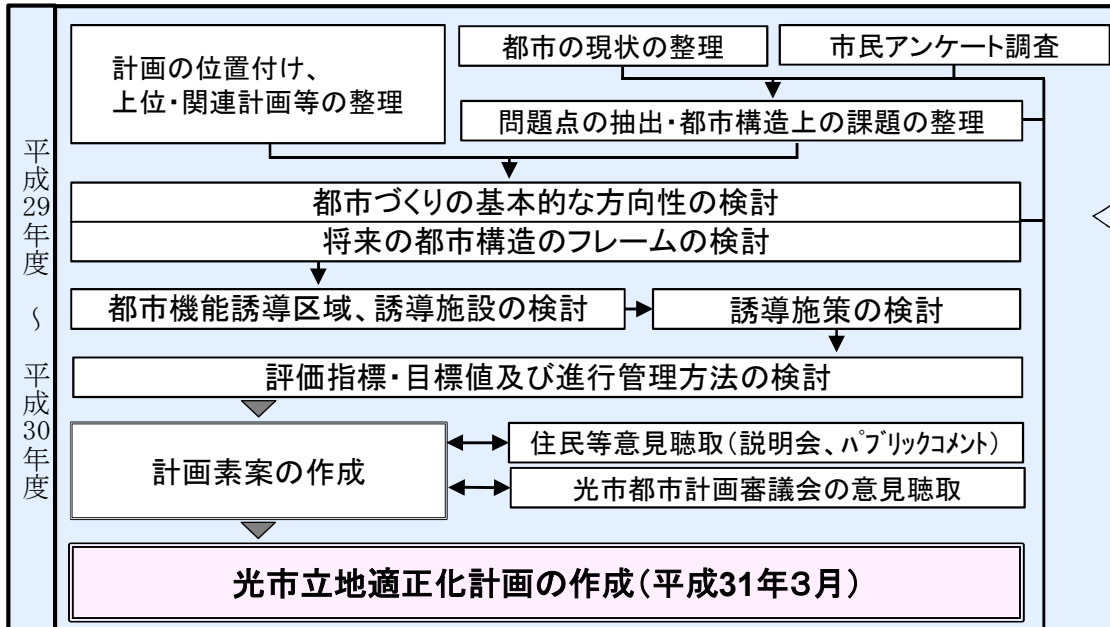 平成29年度 ～ 平成30年度
計画の位置付け、
上位・関連計画等の整理
都市の現状の整理
市民アンケート調査
問題点の抽出・都市構造上の課題の整理
都市づくりの基本的な方向性の検討
将来の都市構造のフレームの検討
都市機能誘導区域、誘導施設の検討
誘導施策の検討
評価指標・目標値及び進行管理方法の検討
計画素案の作成
住民等意見聴取（説明会、ﾊﾟﾌﾞﾘｯｸｺﾒﾝﾄ）
光市都市計画審議会の意見聴取
光市立地適正化計画の作成（平成31年３月）